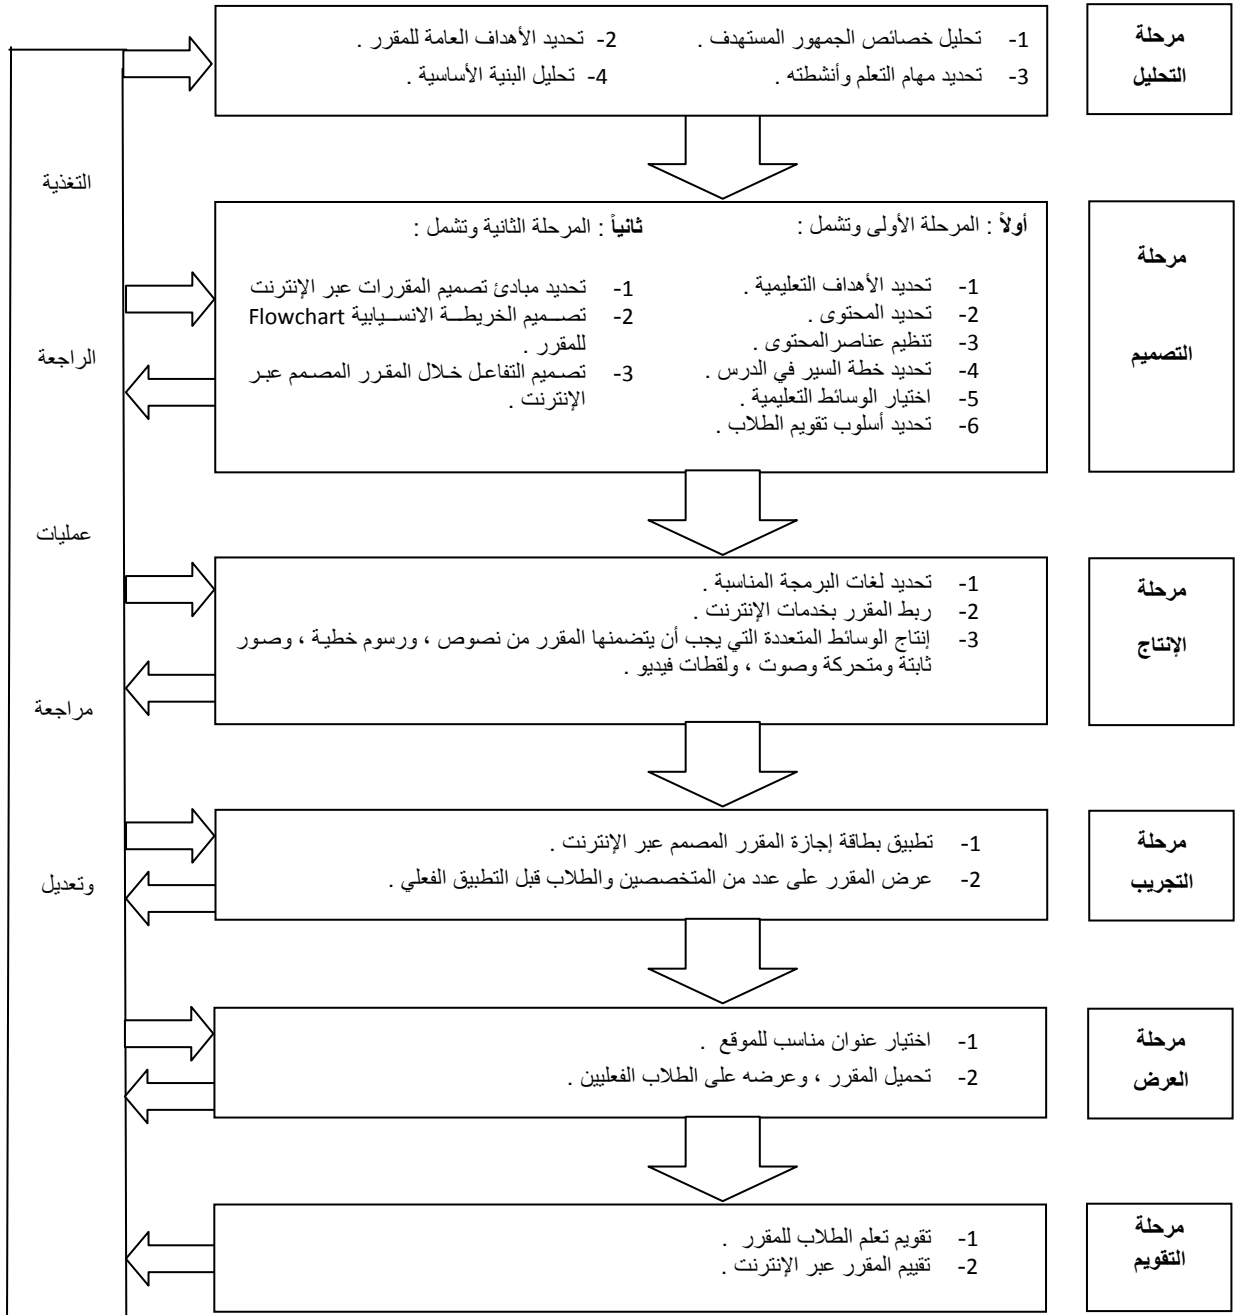 مرحلة
التحليل
1- تحليل خصائص الجمهور المستهدف . 2- تحديد الأهداف العامة للمقرر .
3- تحديد مهام التعلم وأنشطته . 4- تحليل البنية الأساسية .
مرحلة
التصميم
أولاً : المرحلة الأولى وتشمل :
1- تحديد الأهداف التعليمية .
2- تحديد المحتوى .
3- تنظيم عناصر المحتوى .
4- تحديد خطة السير في الدرس .
5- اختيار الوسائط التعليمية .
6- تحديد أسلوب تقويم الطلاب .
ثانياً : المرحلة الثانية وتشمل :
1- تحديد مبادئ تصميم المقررات عبر الإنترنت
2- تصميم الخريطة الانسيابية Flowchart
للمقرر .
3- تصميم التفاعل خلال المقرر المصمم عبر
الإنترنت .
مرحلة
الإنتاج
1- تحديد لغات البرمجة المناسبة .
2- ربط المقرر بخدمات الإنترنت .
3- إنتاج الوسائط المتعددة التي يجب أن يتضمنها المقرر من نصوص ، ورسوم خطية ، وصور
ثابتة ومتحركة وصوت ، ولقطات فيديو .
مرحلة
التجريب
1- تطبيق بطاقة إجازة المقرر المصمم عبر الإنترنت .
2- عرض المقرر على عدد من المتخصصين والطلاب قبل التطبيق الفعلي .
مرحلة
العرض
1- اختيار عنوان مناسب للموقع .
2- تحميل المقرر ، وعرضه على الطلاب الفعليين .
مرحلة
التقويم
1- تقويم تعلم الطلاب للمقرر .
2- تقييم المقرر عبر الإنترنت .
التغذية
الراجعة
عمليات
مراجعة
وتعديل